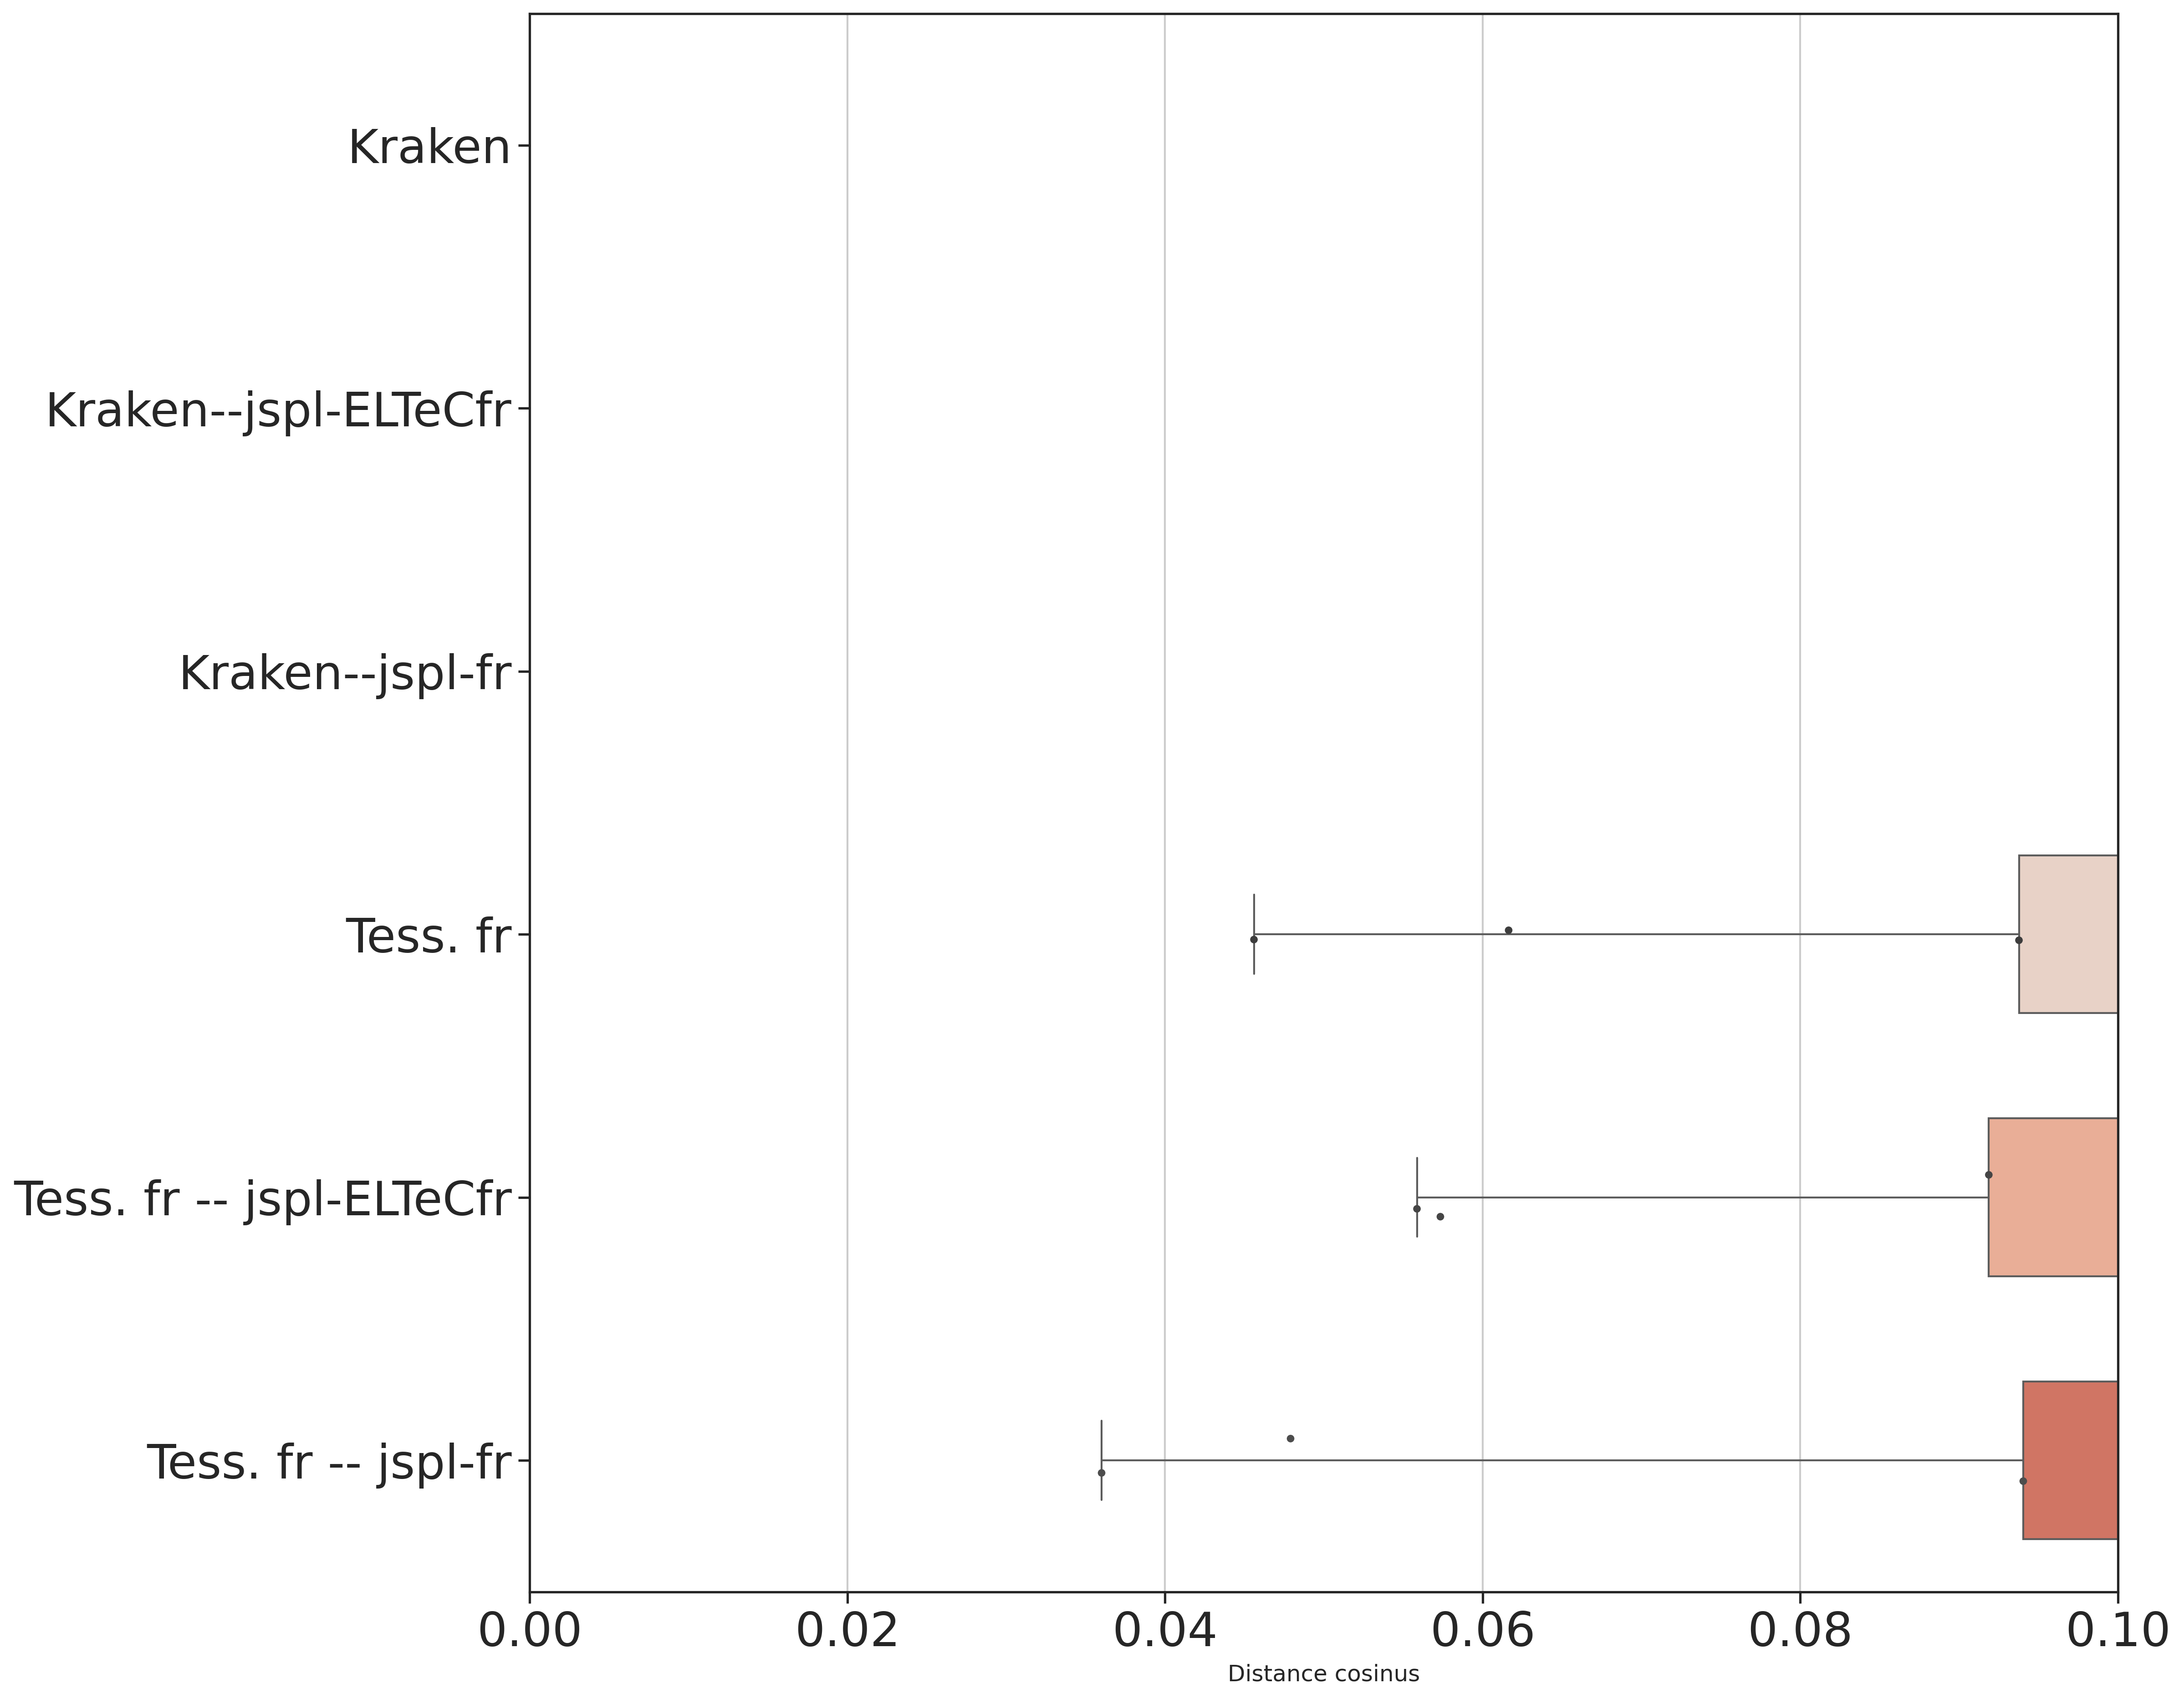 Kraken
Kraken--jspl-ELTeCfr
Kraken--jspl-fr
Tess. fr
Tess. fr -- jspl-ELTeCfr
Tess. fr -- jspl-fr
0.00 0.02 0.04 0.06 0.08 0.10
Distance cosinus